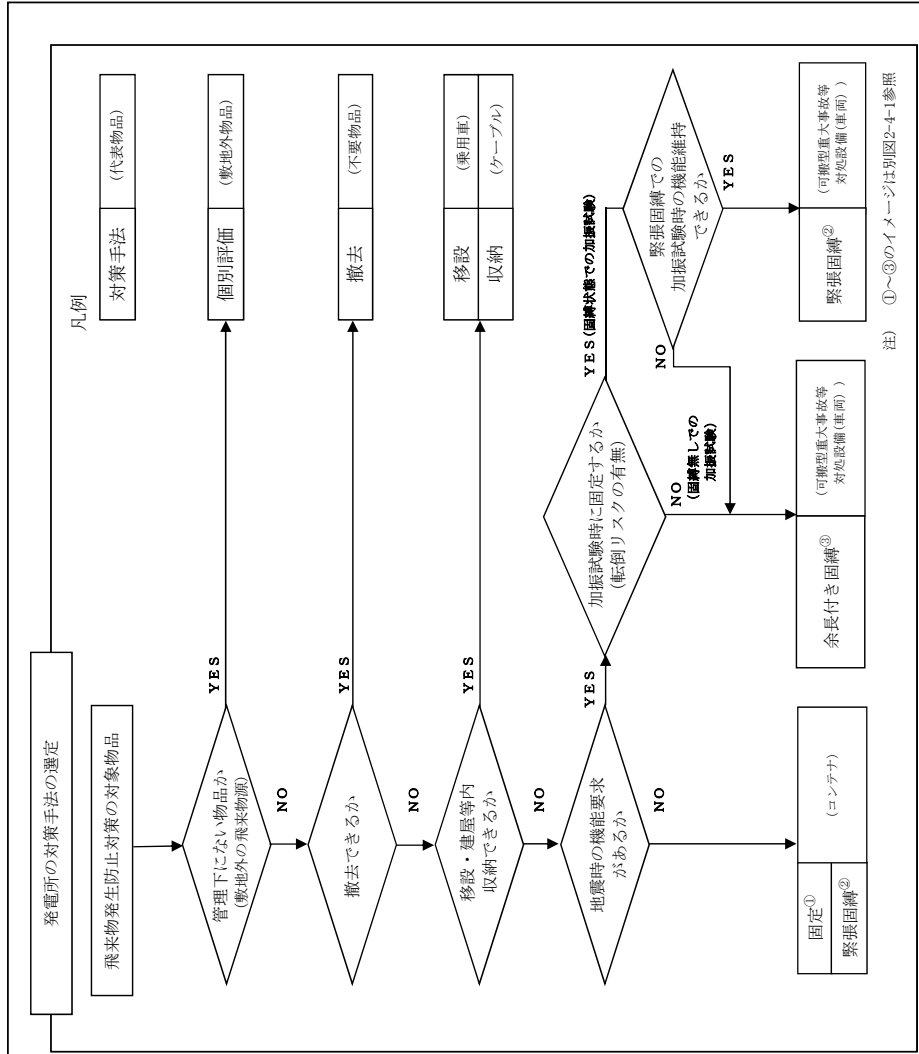 発電所の対策手法の選定
飛来物発生防止対策の対象物品
凡例
対策手法
(代表物品)
管理下にない物品か
(敷地外の飛来物源)
YES
個別評価
(敷地外物品)
NO
撤去できるか
YES
撤去
(不要物品)
NO
移設・建屋等内
収納できるか
YES
移設
(乗用車)
収納
(ケーブル)
NO
地震時の機能要求
があるか
YES
加振試験時に固定するか
(転倒リスクの有無)
YES(固縛状態での加振試験)
緊張固縛での
加振試験時の機能維持
できるか
NO
NO
(固縛無しでの
加振試験)
NO
YES
固定①
緊張固縛②
(コンテナ)
余長付き固縛③
(可搬型重大事故等
対処設備(車両))
緊張固縛②
(可搬型重大事故等
対処設備(車両))
注) ①～③のイメージは別図2-4-1参照